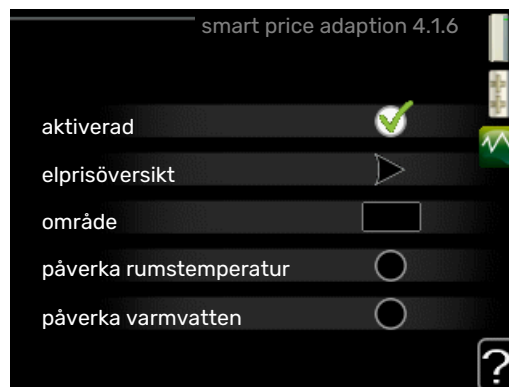 smart price adaption 4.1.6
aktiverad
elprisöversikt
område
påverka rumstemperatur
påverka varmvatten
?